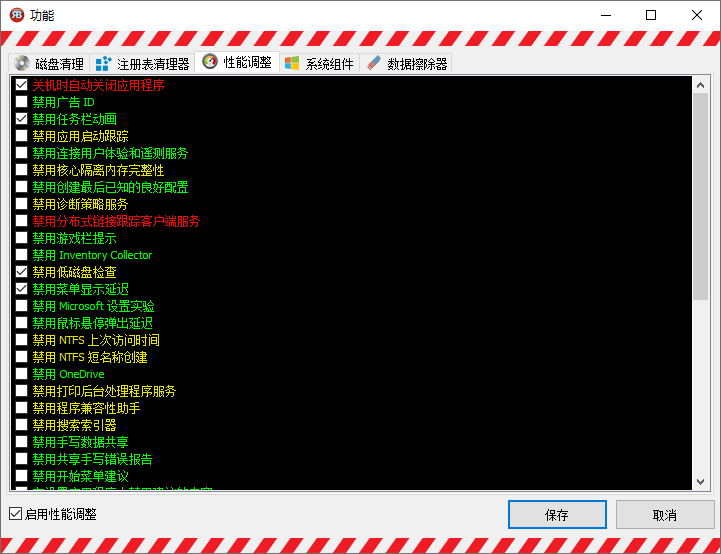 功能
磁盘清理 注册表清理器 性能调整 系统组件 数据擦除器
关机时自动关闭应用程序
禁用广告 ID
禁用任务栏动画
禁用应用启动跟踪
禁用连接用户体验和遥测服务
禁用核心隔离内存完整性
禁用创建最后已知的良好配置
禁用诊断策略服务
禁用分布式链接跟踪客户端服务
禁用游戏栏提示
禁用 Inventory Collector
禁用低磁盘检查
禁用菜单显示延迟
禁用 Microsoft 设置实验
禁用鼠标悬停弹出延迟
禁用 NTFS 上次访问时间
禁用 NTFS 短名称创建
禁用 OneDrive
禁用打印后台处理程序服务
禁用程序兼容性助手
禁用搜索索引器
禁用手写数据共享
禁用共享手写错误报告
禁用开始菜单建议
启用性能调整
保存 取消